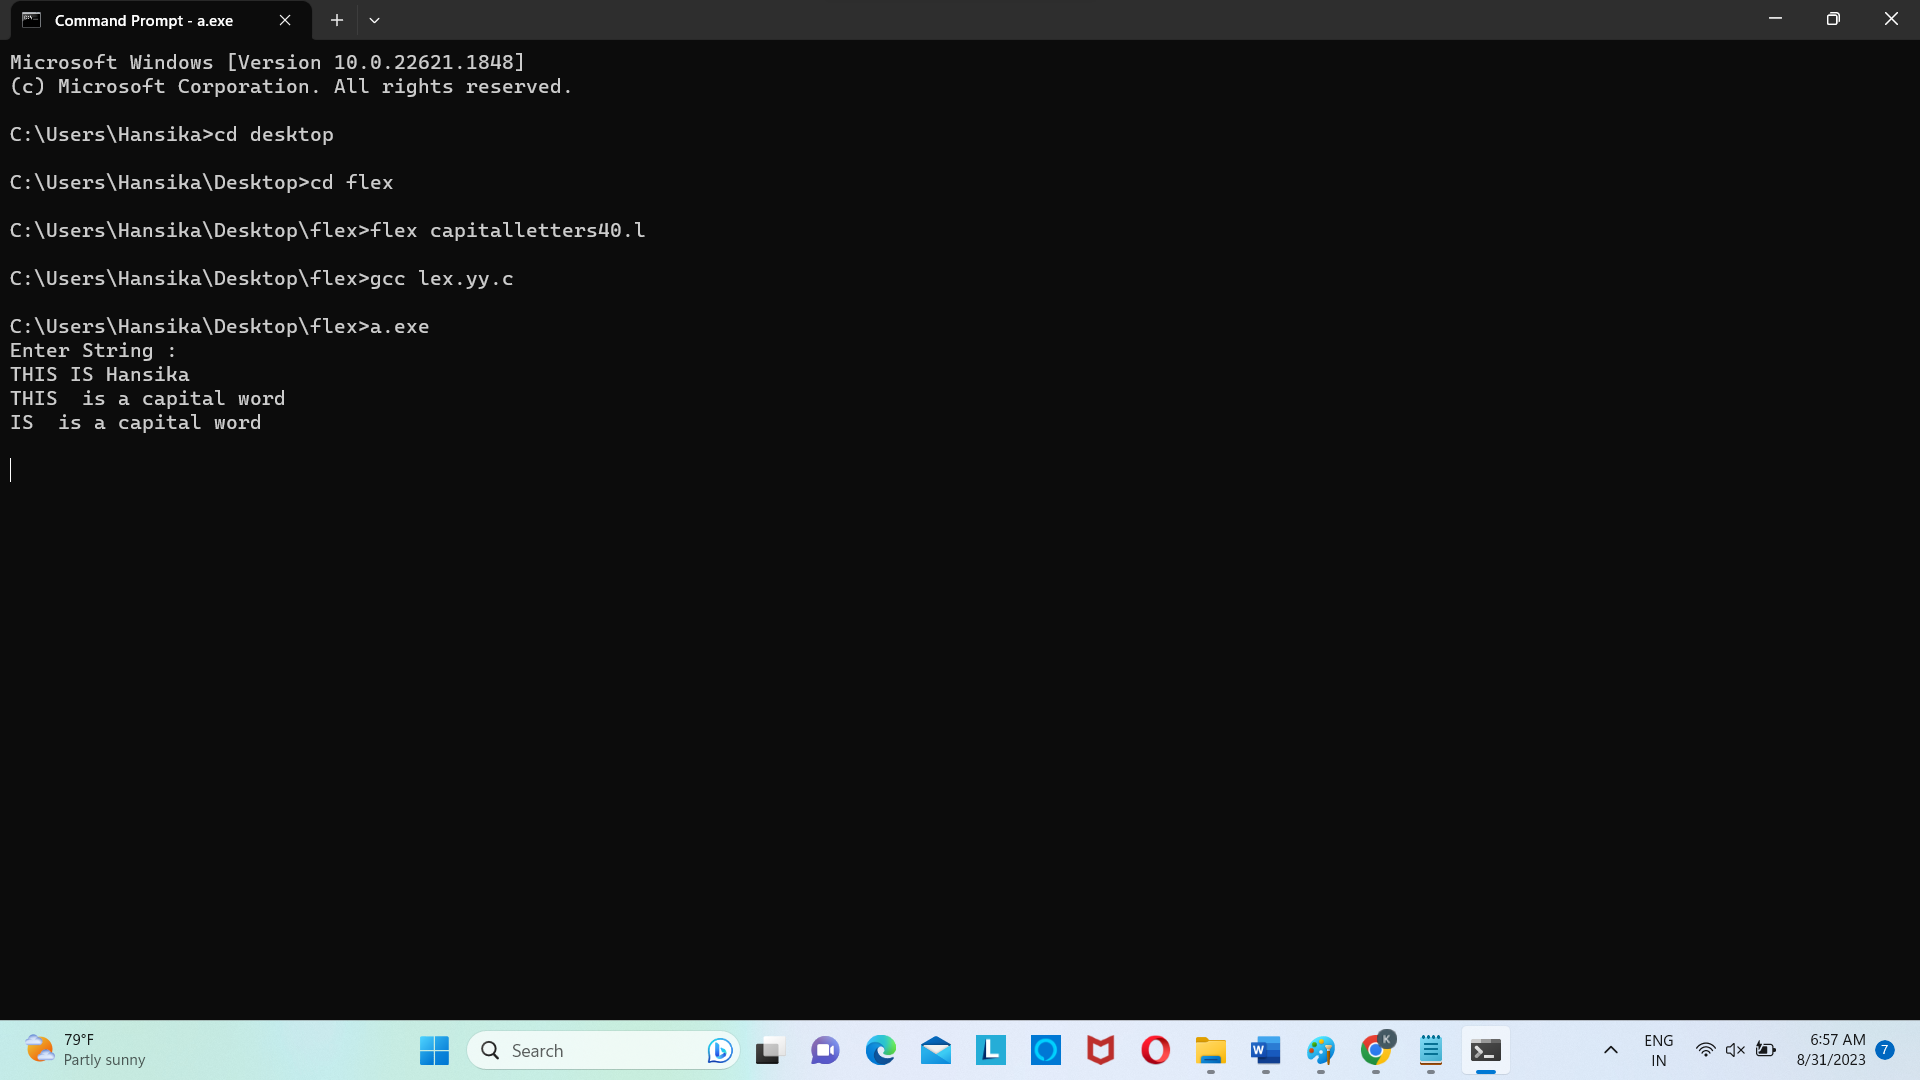 Command Prompt - a.exe
Microsoft Windows [Version 10.0.22621.1848]
(c) Microsoft Corporation. All rights reserved.
C:\Users\Hansika>cd desktop
C:\Users\Hansika\Desktop>cd flex
C:\Users\Hansika\Desktop\flex>flex capitalletters40.l
C:\Users\Hansika\Desktop\flex>gcc lex.yy.c
C:\Users\Hansika\Desktop\flex>a.exe
Enter String :
THIS IS Hansika
THIS  is a capital word
IS  is a capital word
79°F
Partly sunny
Search
L
W
K
ENG
IN
6:57 AM
8/31/2023
7